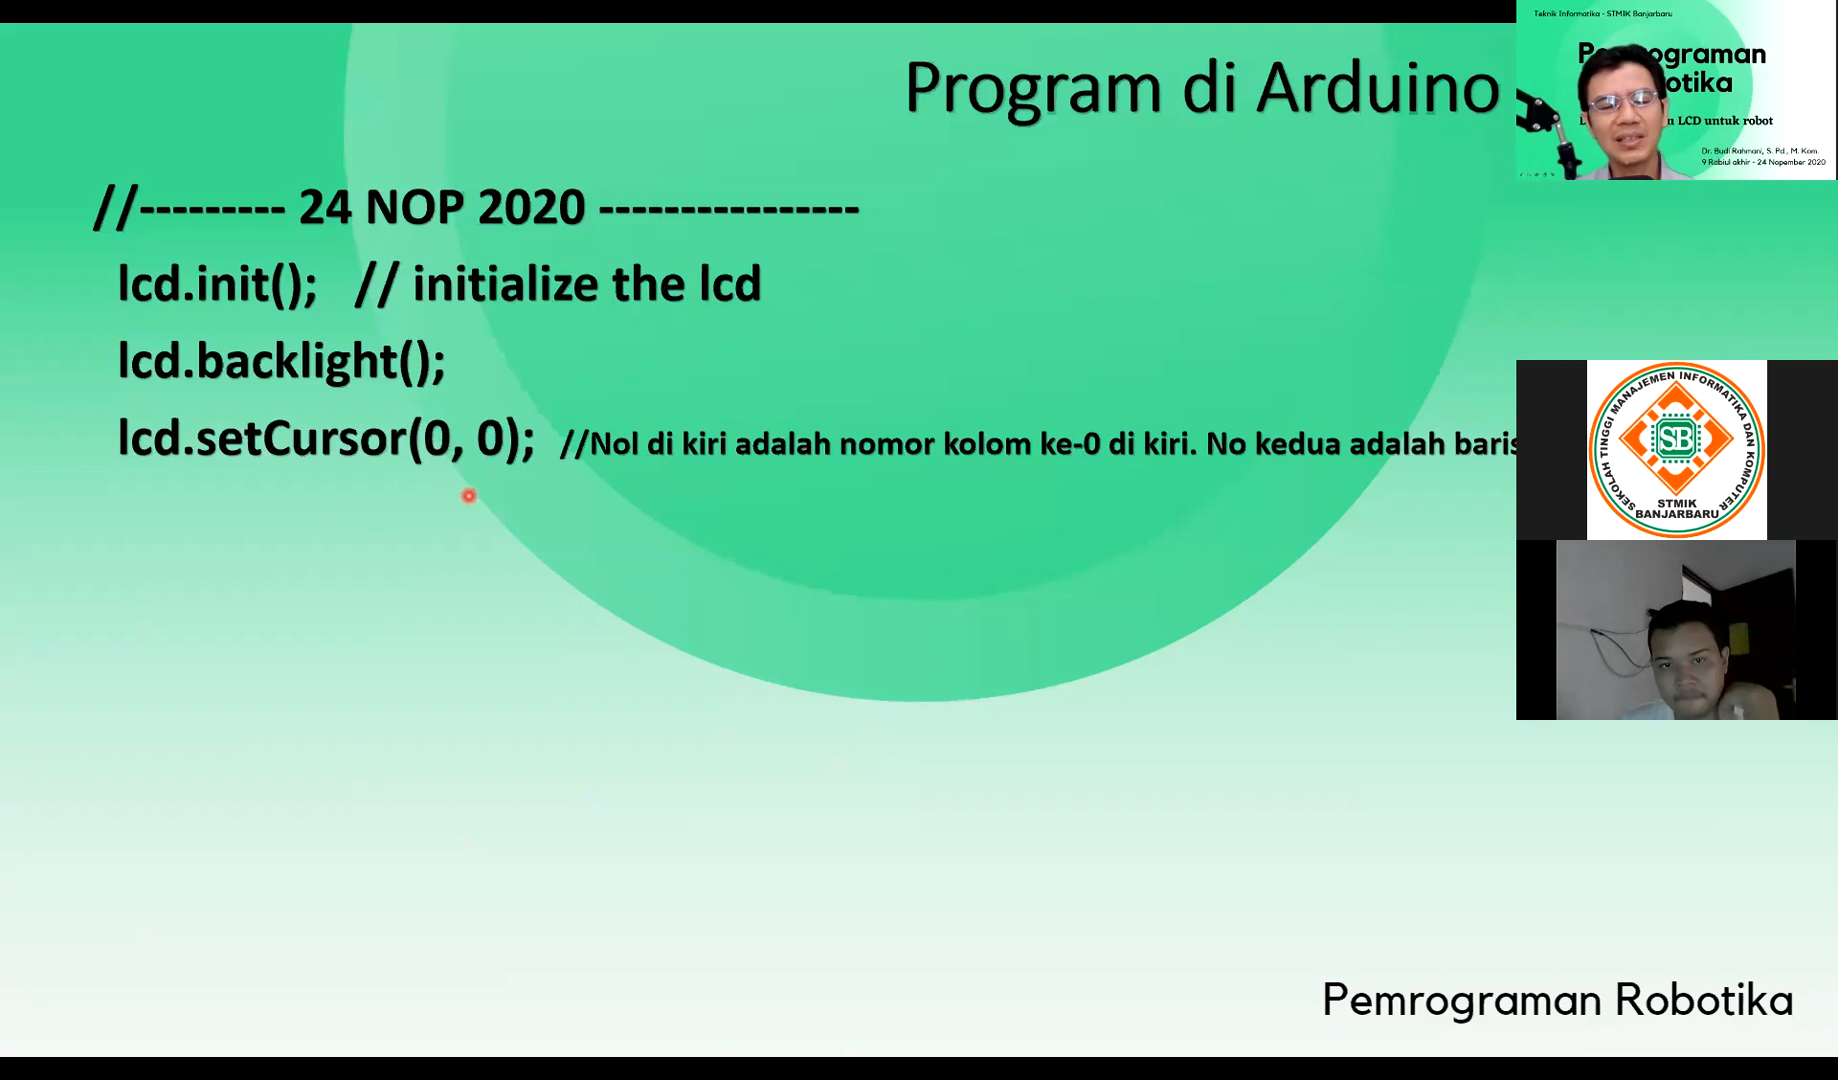 Program di Arduino
//--------- 24 NOP 2020 ----------------
lcd.init();   // initialize the lcd
lcd.backlight();
lcd.setCursor(0, 0);  //Nol di kiri adalah nomor kolom ke-0 di kiri. No kedua adalah baris
Pemrograman Robotika
Teknik Informatika - STMIK Banjarbaru
ograman
otika
n LCD untuk robot
Dr. Budi Rahmani, S. Pd., M. Kom.
9 Rabiul akhir - 24 Nopember 2020
SEKOLAH TINGGI MANAJEMEN INFORMATIKA DAN KOMPUTER
SB
STMIK
BANJARBARU